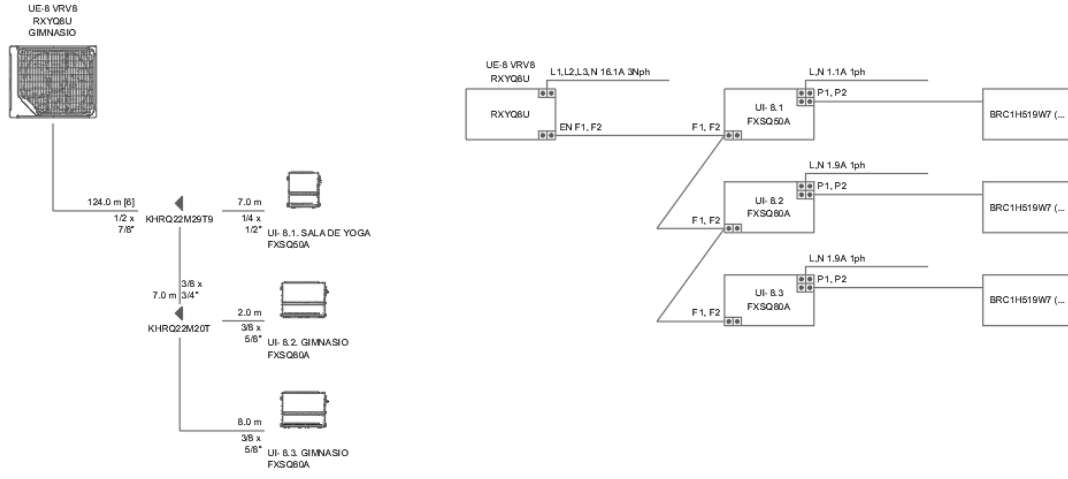 UE-8 VRV8
RXYQ8U
GIMNASIO
124.0 m [6]
1/2 x
7/8"
KHRQ22M29T9
7.0 m
1/4 x
1/2"
UI- 8.1. SALA DE YOGA
FXSQ50A
7.0 m
3/8 x
3/4"
KHRQ22M20T
2.0 m
3/8 x
5/8"
UI- 8.2. GIMNASIO
FXSQ80A
8.0 m
3/8 x
5/8"
UI- 8.3. GIMNASIO
FXSQ80A
UE-8 VRV8
RXYQ8U
L1,L2,L3,N 16.1A 3Nph
RXYQ8U
EN F1, F2
F1, F2
L,N 1.1A 1ph
P1, P2
UI- 8.1
FXSQ50A
BRC1H519W7 (...
L,N 1.9A 1ph
P1, P2
UI- 8.2
FXSQ80A
F1, F2
BRC1H519W7 (...
L,N 1.9A 1ph
P1, P2
UI- 8.3
FXSQ80A
F1, F2
BRC1H519W7 (...